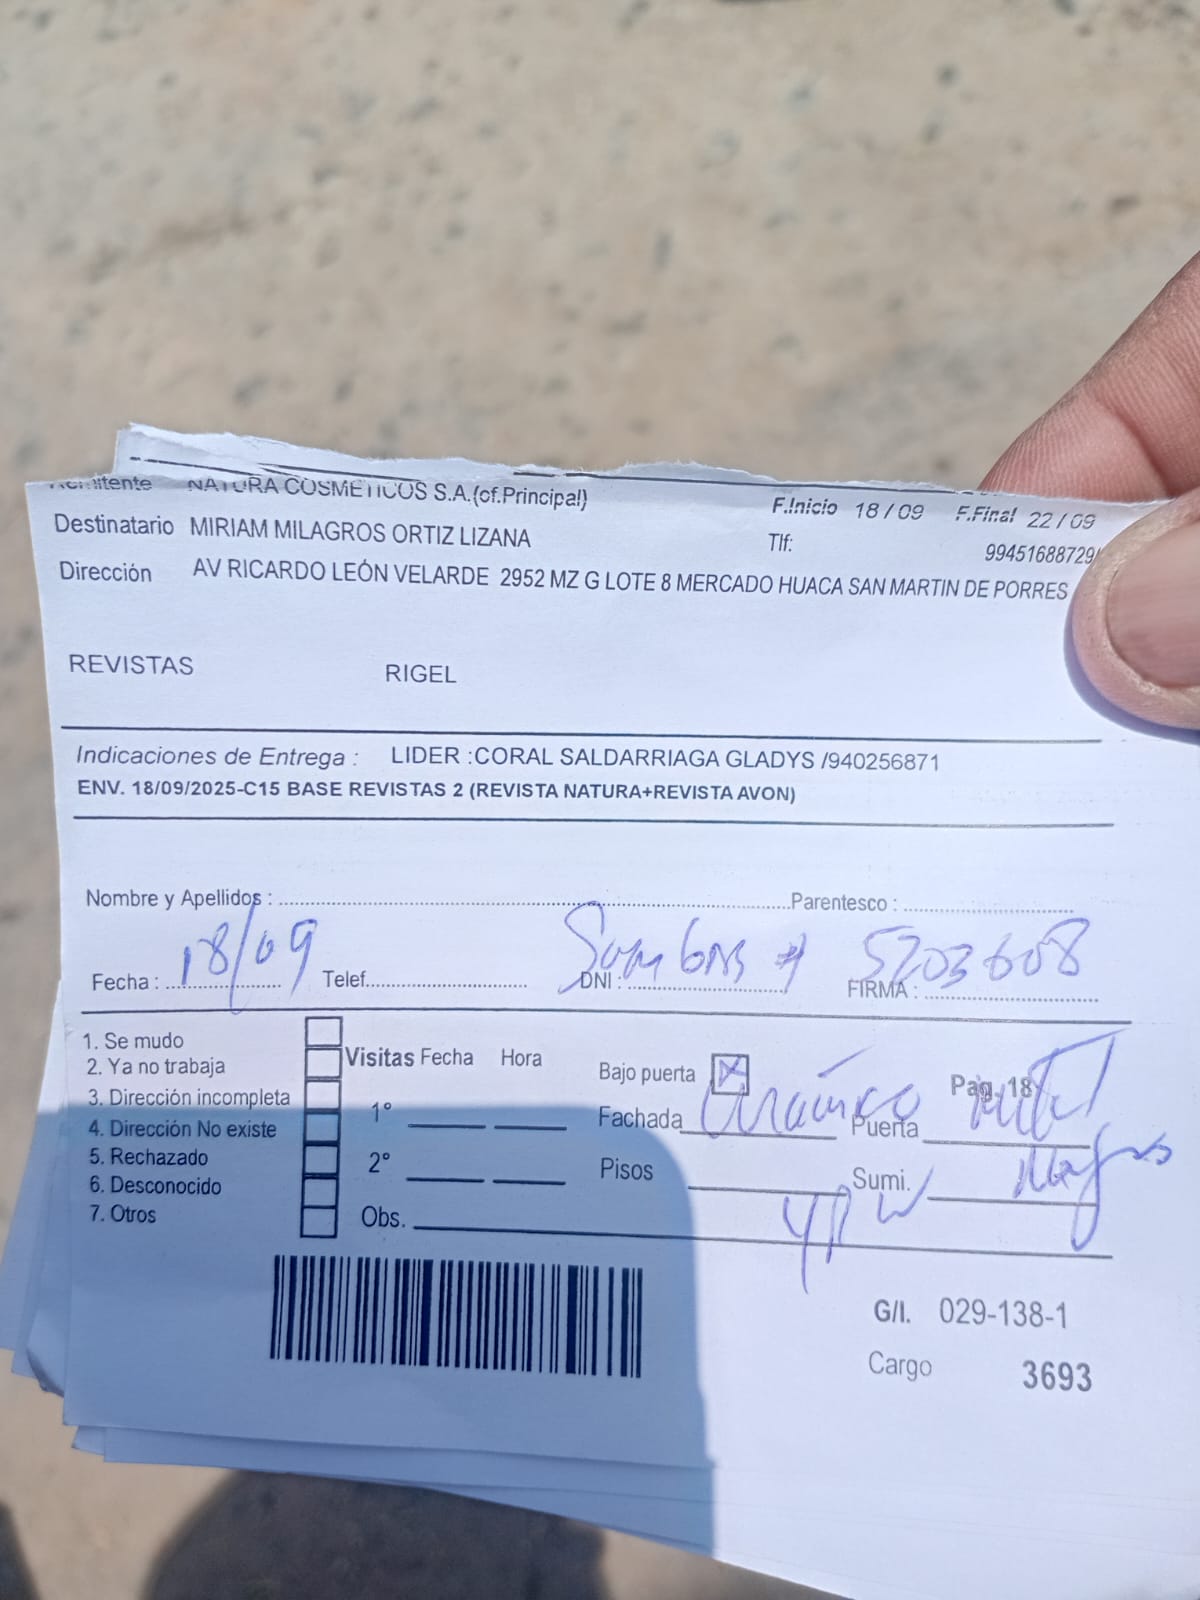 Remitente NATURA COSMETICOS S.A.(cf.Principal) F.Inicio 18 / 09 F.Final 22 / 09
Destinatario MIRIAM MILAGROS ORTIZ LIZANA Tlf: 99451688729/
Dirección AV RICARDO LEÓN VELARDE 2952 MZ G LOTE 8 MERCADO HUACA SAN MARTIN DE PORRES
REVISTAS RIGEL
Indicaciones de Entrega : LIDER :CORAL SALDARRIAGA GLADYS /940256871
ENV. 18/09/2025-C15 BASE REVISTAS 2 (REVISTA NATURA+REVISTA AVON)
Nombre y Apellidos : Parentesco :
Fecha : 18/09 Telef. DNI : # FIRMA : 5203608
1. Se mudo
2. Ya no trabaja
3. Dirección incompleta
4. Dirección No existe
5. Rechazado
6. Desconocido
7. Otros
Visitas Fecha Hora
1°
2°
Obs.
Bajo puerta X Pag. 18
Fachada Puerta
Pisos Sumi.
G/I. 029-138-1
Cargo 3693